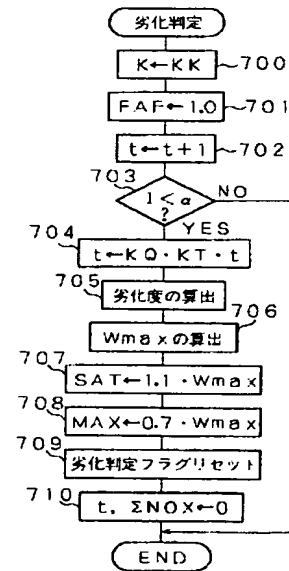 劣化判定
K←KK 700
FAF←1.0 701
t←t+1 702
703
I<α
?
NO
YES
704
t←KQ・KT・t
705
劣化度の算出
706
Wmaxの算出
707
SAT←1.1・Wmax
708
MAX←0.7・Wmax
709
劣化判定フラグリセット
710
t, ΣNOX←0
END